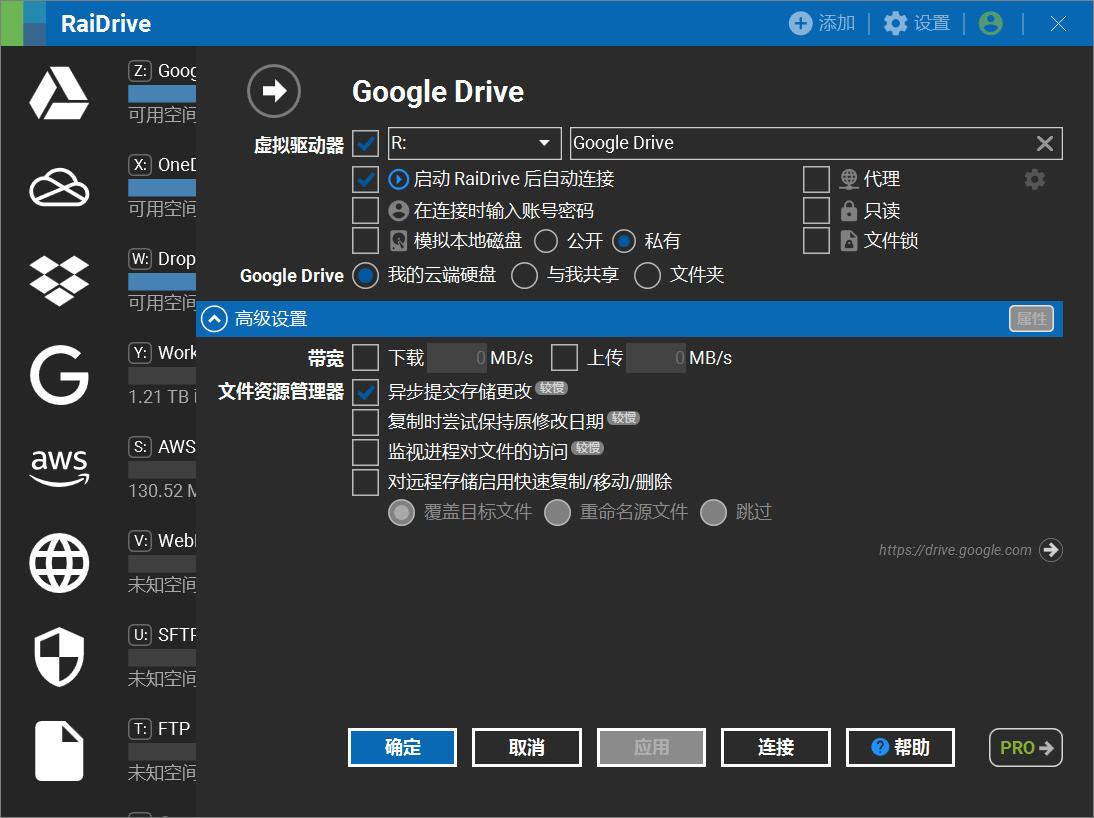 RaiDrive
添加
设置
Z: Goog
可用空间
X: OneD
可用空间
W: Drop
可用空间
Y: Work
1.21 TB
aws
S: AWS
130.52
V: Web
未知空间
U: SFTP
未知空间
T: FTP
未知空间
Google Drive
虚拟驱动器 R: Google Drive
启动 RaiDrive 后自动连接 代理
在连接时输入账号密码 只读
模拟本地磁盘 公开 私有 文件锁
Google Drive 我的云端硬盘 与我共享 文件夹
高级设置 属性
带宽 下载 0 MB/s 上传 0 MB/s
文件资源管理器 异步提交存储更改 较慢
复制时尝试保持原修改日期 较慢
监视进程对文件的访问 较慢
对远程存储启用快速复制/移动/删除
覆盖目标文件 重命名源文件 跳过
https://drive.google.com
确定 取消 应用 连接 帮助 PRO